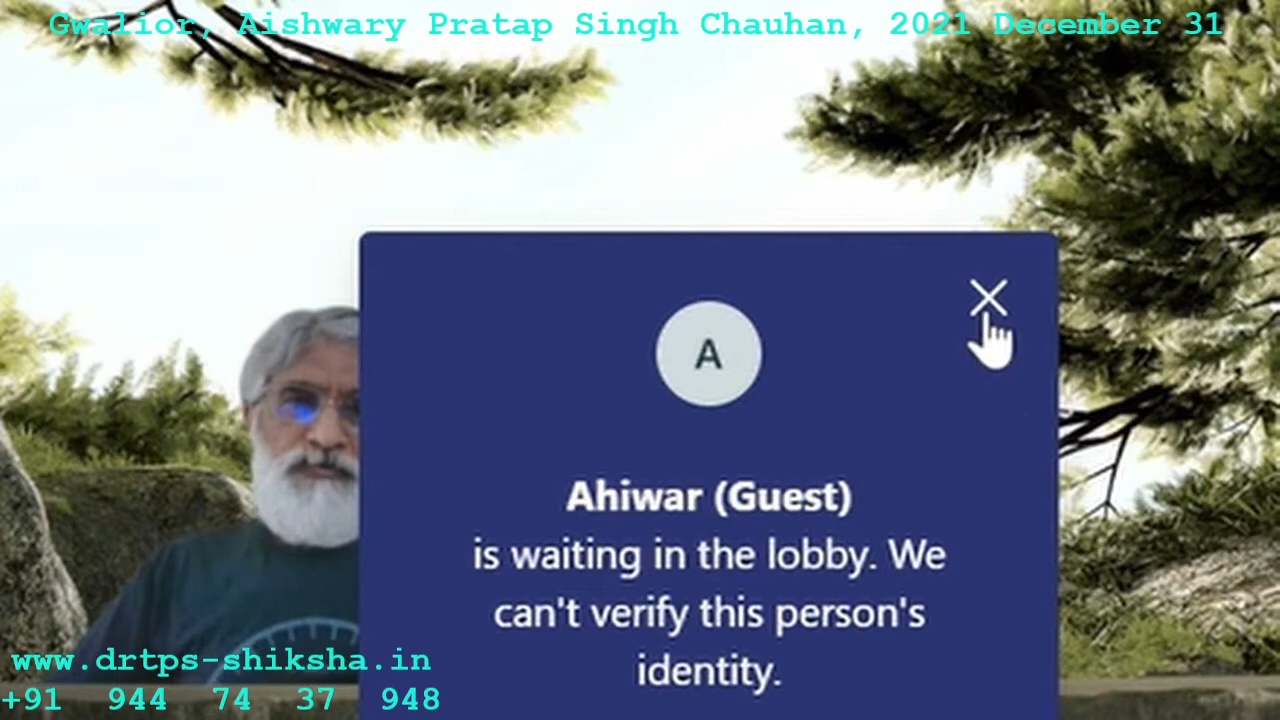 Gwalior, Aishwary Pratap Singh Chauhan, 2021 December 31
A
Ahiwar (Guest)
is waiting in the lobby. We
can't verify this person's
identity.
www.drtps-shiksha.in
+91 944 74 37 948